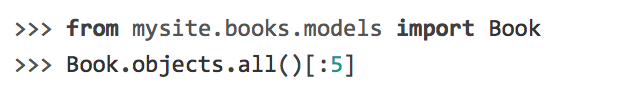 >>> from mysite.books.models import Book
>>> Book.objects.all()[:5]